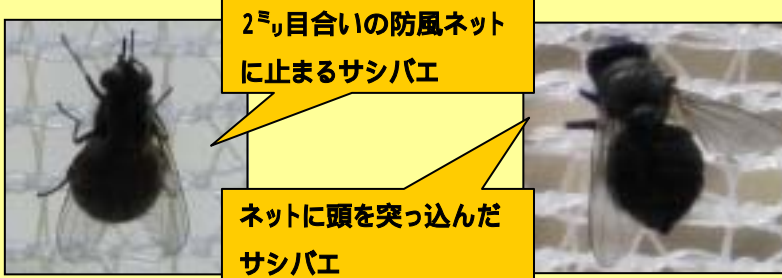 2㍉目合いの防風ネット
に止まるサシバエ
ネットに頭を突っ込んだ
サシバエ